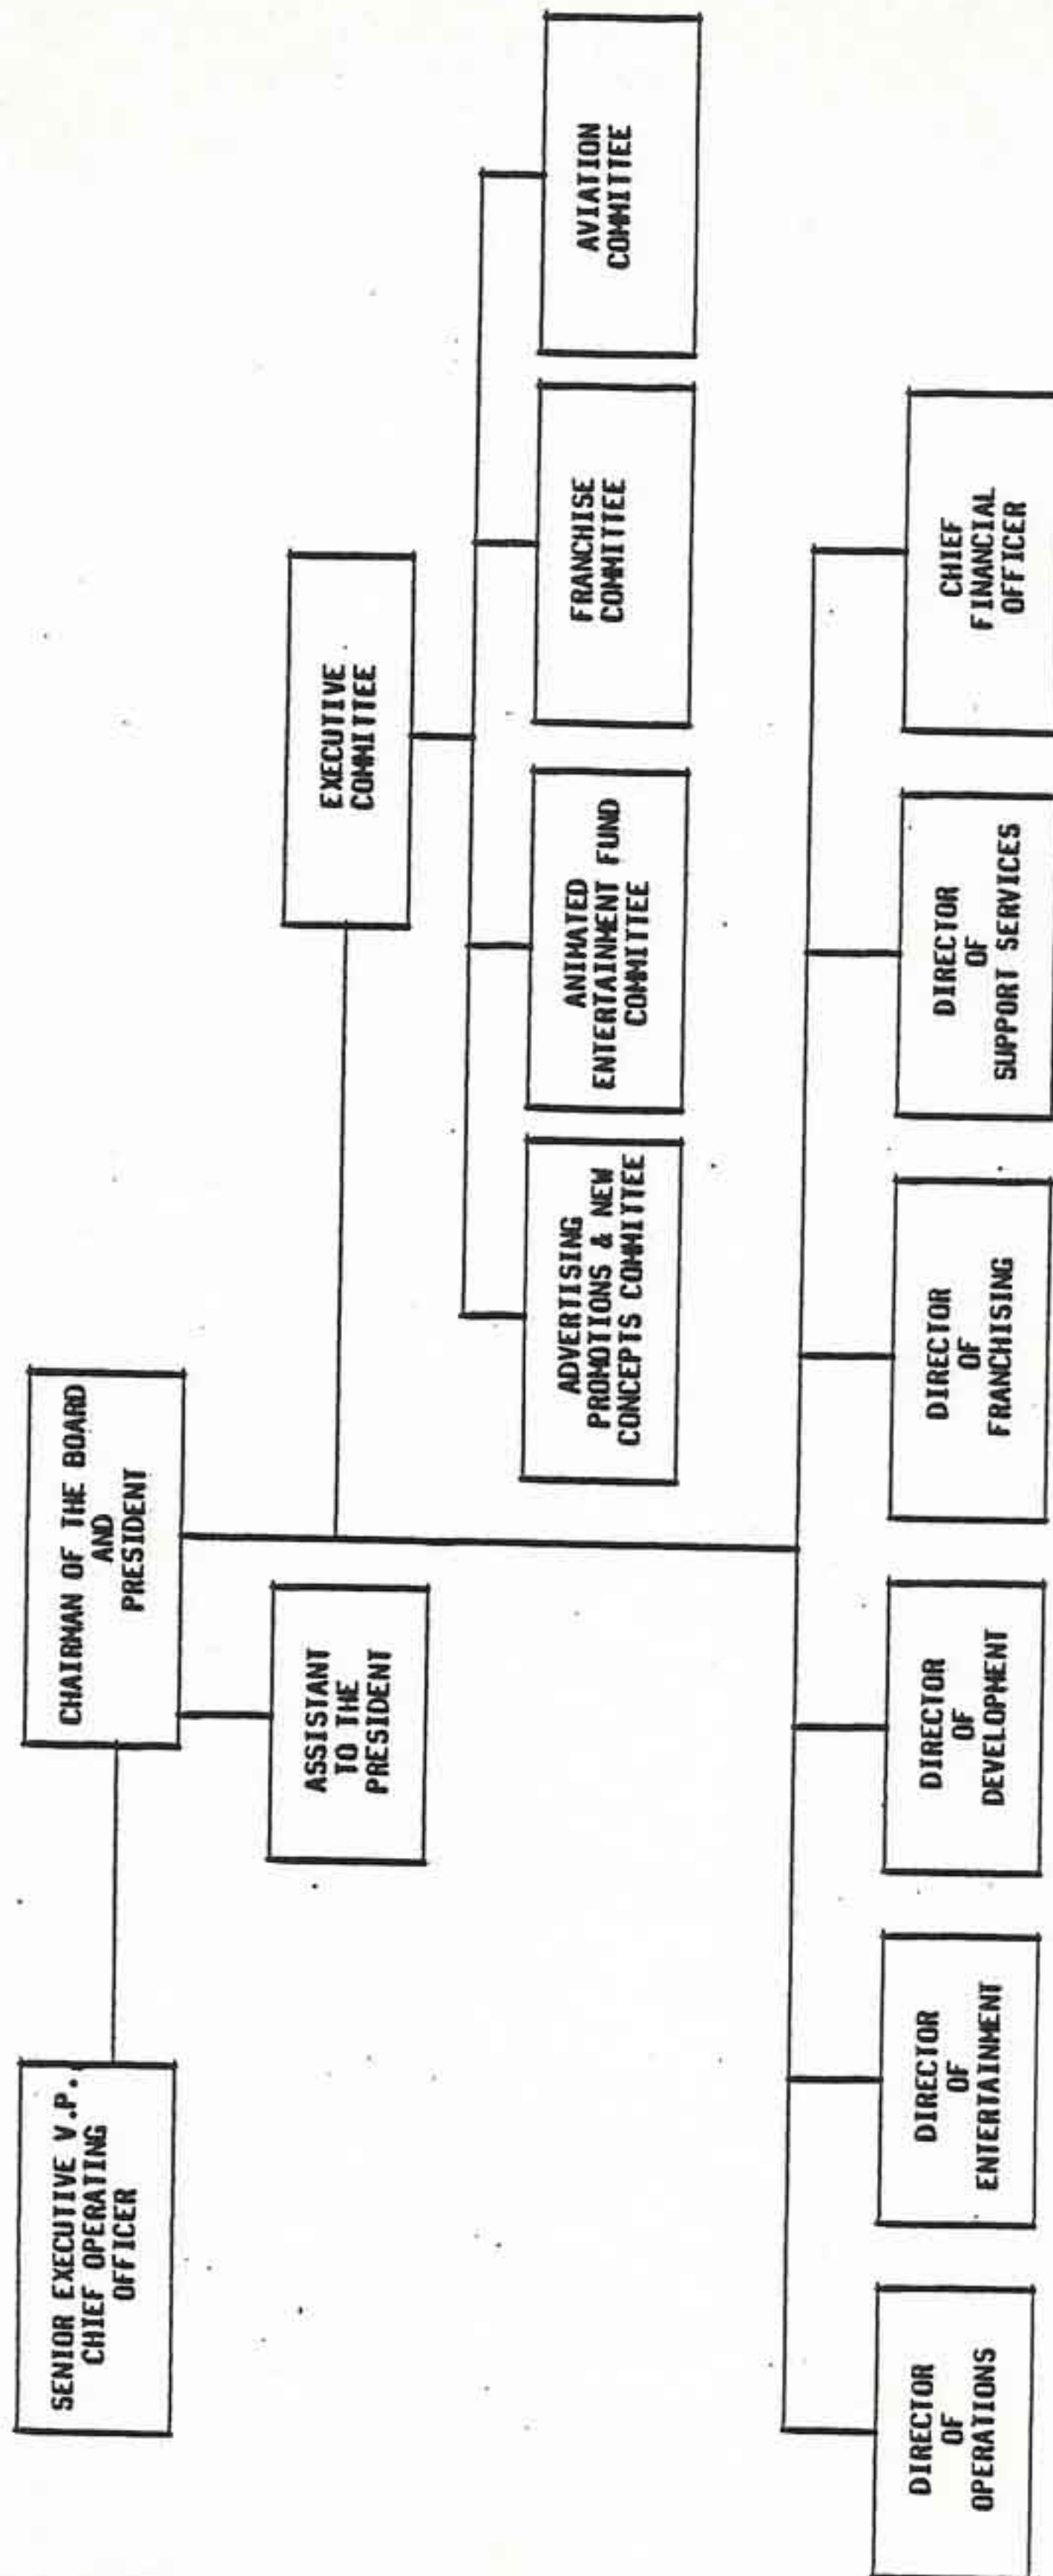 SENIOR EXECUTIVE V.P.,
CHIEF OPERATING
OFFICER
CHAIRMAN OF THE BOARD
AND
PRESIDENT
ASSISTANT
TO THE
PRESIDENT
EXECUTIVE
COMMITTEE
ADVERTISING
PROMOTIONS & NEW
CONCEPTS COMMITTEE
ANIMATED
ENTERTAINMENT FUND
COMMITTEE
FRANCHISE
COMMITTEE
AVIATION
COMMITTEE
DIRECTOR
OF
OPERATIONS
DIRECTOR
OF
ENTERTAINMENT
DIRECTOR
OF
DEVELOPMENT
DIRECTOR
OF
FRANCHISING
DIRECTOR
OF
SUPPORT SERVICES
CHIEF
FINANCIAL
OFFICER